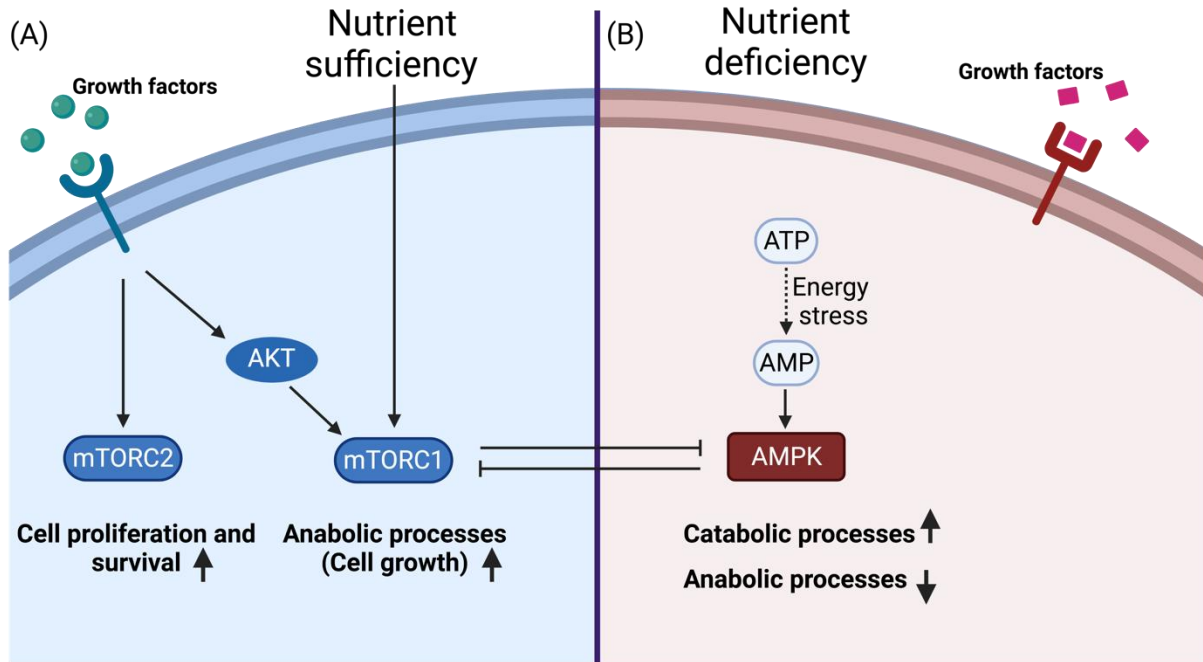 (A)
Nutrient
sufficiency
Growth factors
AKT
mTORC2
mTORC1
Cell proliferation and
survival
Anabolic processes
(Cell growth)
(B)
Nutrient
deficiency
Growth factors
ATP
Energy
stress
AMP
AMPK
Catabolic processes
Anabolic processes